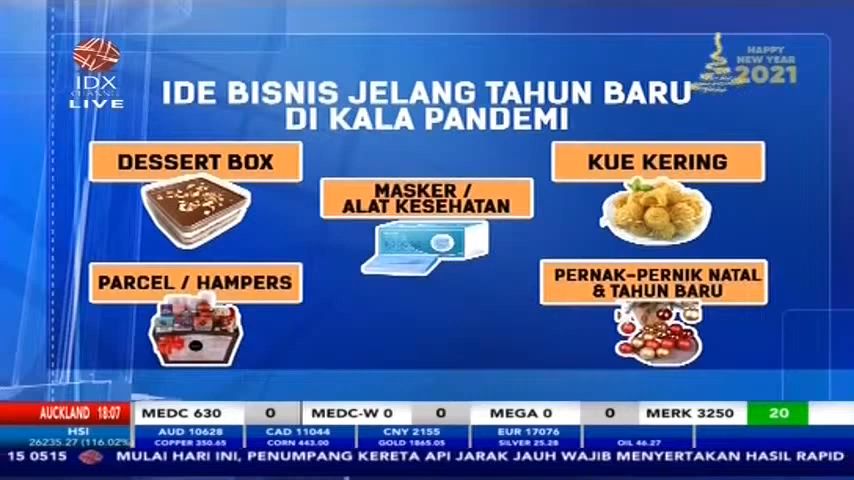 IDX
CHANNEL
LIVE
HAPPY
NEW YEAR
2021
IDE BISNIS JELANG TAHUN BARU
DI KALA PANDEMI
DESSERT BOX
KUE KERING
MASKER /
ALAT KESEHATAN
PARCEL / HAMPERS
PERNAK-PERNIK NATAL
& TAHUN BARU
AUCKLAND 18:07
MEDC 630 0 MEDC-W 0 0 MEGA 0 0 MERK 3250 20
HSI AUD 10628 CAD 11044 CNY 2155 EUR 17076
26235.27 (116.02%) COPPER 350.65 CORN 443.00 GOLD 1865.05 SILVER 25.28 OIL 46.27
15 0515 MULAI HARI INI, PENUMPANG KERETA API JARAK JAUH WAJIB MENYERTAKAN HASIL RAPID